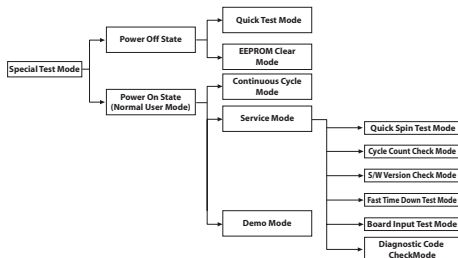 Quick Test Mode
Power Off State
EEPROM Clear
Mode
Special Test Mode
Continuous Cycle
Mode
Power On State
(Normal User Mode)
Service Mode
Quick Spin Test Mode
Cycle Count Check Mode
S/W Version Check Mode
Fast Time Down Test Mode
Demo Mode
Board Input Test Mode
Diagnostic Code
CheckMode